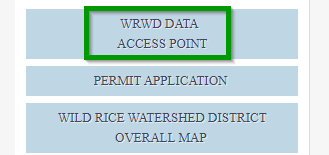 WRWD DATA
ACCESS POINT
PERMIT APPLICATION
WILD RICE WATERSHED DISTRICT
OVERALL MAP